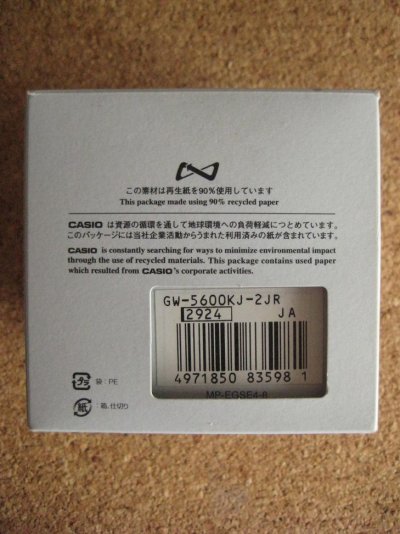 この素材は再生紙を90%使用しています
This package made using 90% recycled paper
CASIO は資源の循環を通して地球環境への負荷軽減につとめています。
このパッケージには当社企業活動からうまれた利用済みの紙が含まれています。
CASIO is constantly searching for ways to minimize environmental impact
through the use of recycled materials. This package contains used paper
which resulted from CASIO's corporate activities.
GW-5600KJ-2JR
2924 JA
4971850 83598 1
MP-EGSE4-8
プラ 袋：PE
紙 箱、仕切り